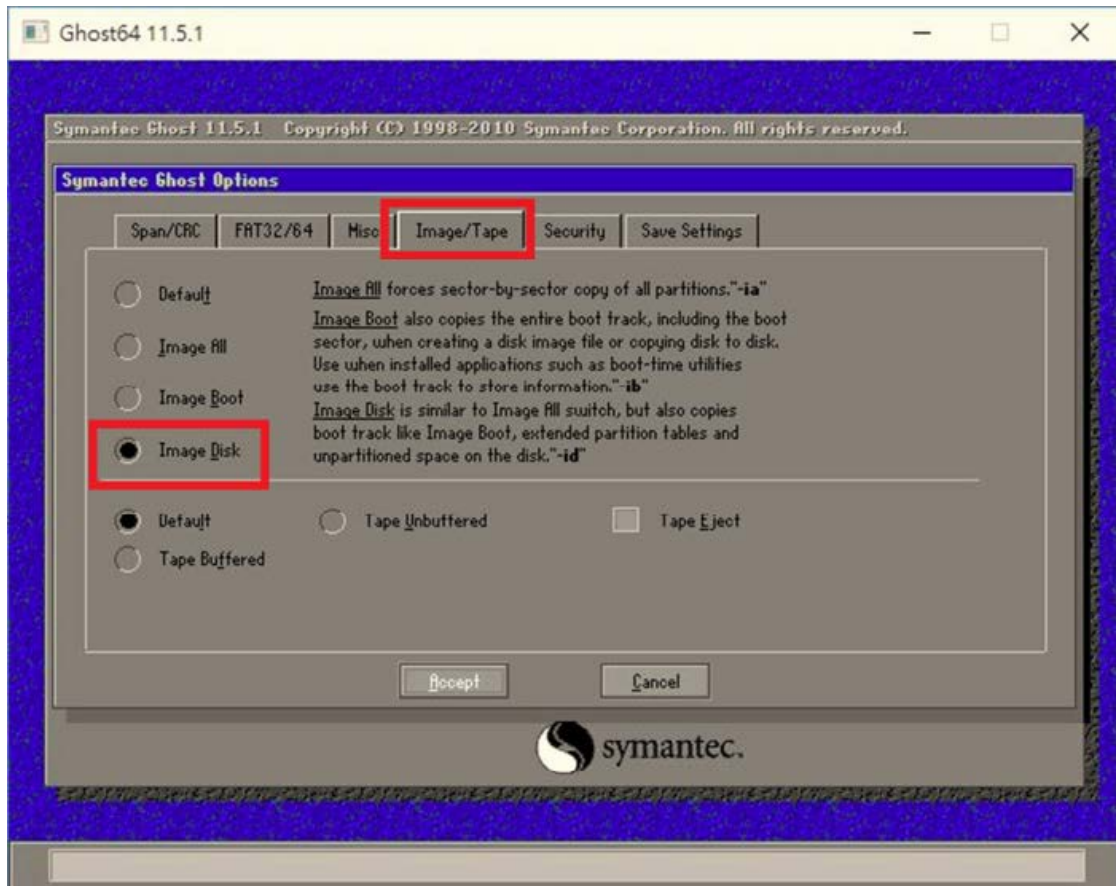 Ghost64 11.5.1
Symantec Ghost 11.5.1 Copyright (C) 1998-2010 Symantec Corporation. All rights reserved.
Symantec Ghost Options
Span/CRC FAT32/64 Misc Image/Tape Security Save Settings
Default
Image All
Image Boot
Image Disk
Image All forces sector-by-sector copy of all partitions."-ia"
Image Boot also copies the entire boot track, including the boot
sector, when creating a disk image file or copying disk to disk.
Use when installed applications such as boot-time utilities
use the boot track to store information."-ib"
Image Disk is similar to Image All switch, but also copies
boot track like Image Boot, extended partition tables and
unpartitioned space on the disk."-id"
Default Tape Unbuffered Tape Eject
Tape Buffered
Accept Cancel
symantec.